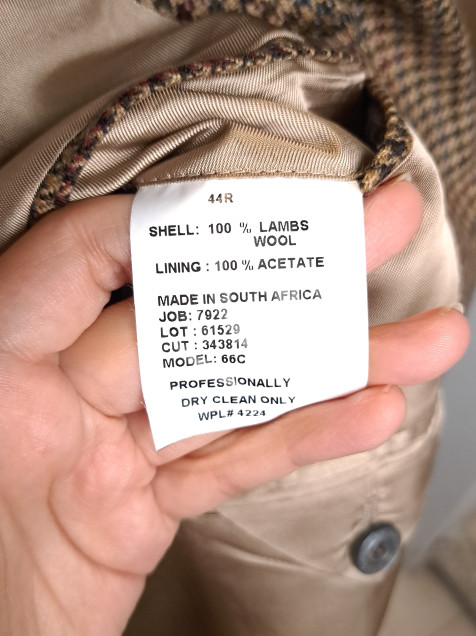 44R
SHELL: 100 % LAMBS
WOOL
LINING : 100 % ACETATE
MADE IN SOUTH AFRICA
JOB: 7922
LOT : 61529
CUT : 343814
MODEL: 66C
PROFESSIONALLY
DRY CLEAN ONLY
WPL# 4224